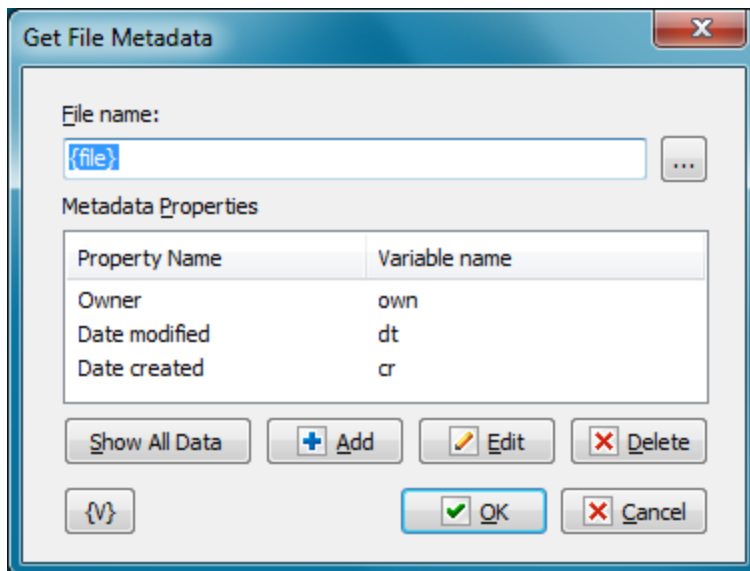 Get File Metadata
File name:
{file}
...
Metadata Properties
Property Name Variable name
Owner own
Date modified dt
Date created cr
Show All Data Add Edit Delete
{V} OK Cancel